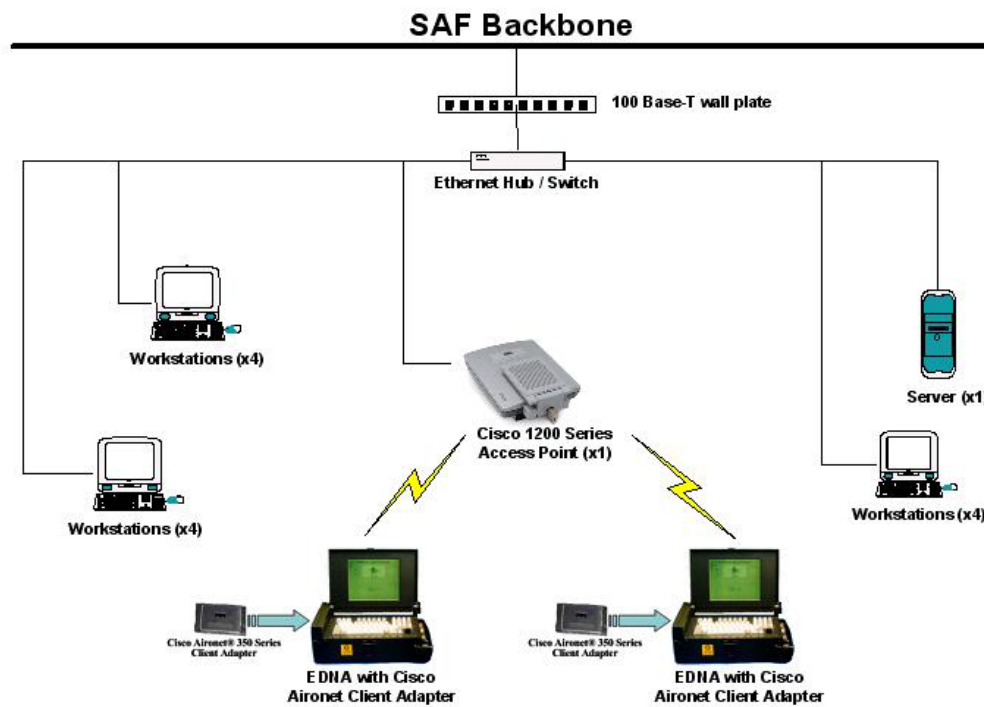 SAF Backbone
100 Base-T wall plate
Ethernet Hub / Switch
Workstations (x4)
Server (x1)
Cisco 1200 Series
Access Point (x1)
Workstations (x4)
Workstations (x4)
Cisco Aironet® 350 Series
Client Adapter
Cisco Aironet® 350 Series
Client Adapter
EDNA with Cisco
Aironet Client Adapter
EDNA with Cisco
Aironet Client Adapter